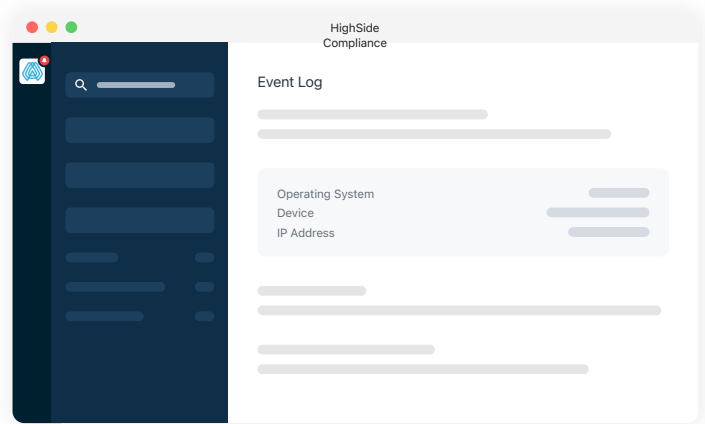 HighSide
Compliance
Event Log
Operating System
Device
IP Address